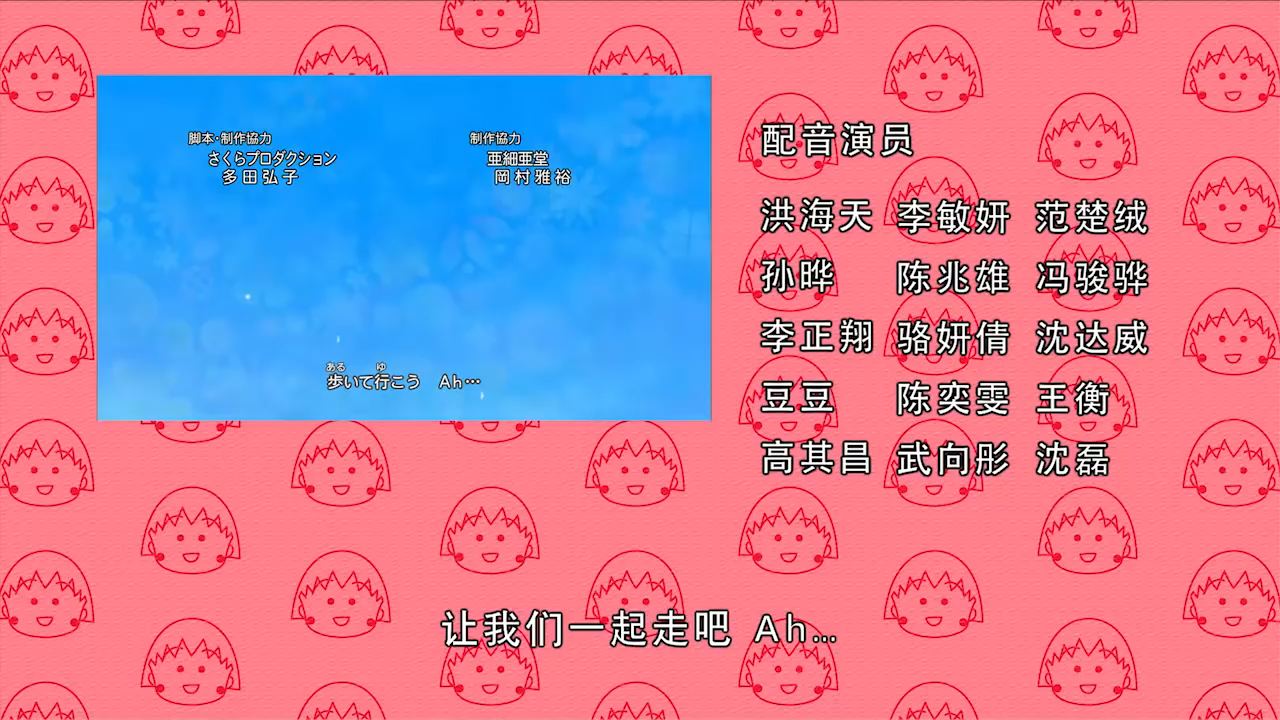 脚本・制作協力
さくらプロダクション
多田弘子
制作協力
亜細亜堂
岡村雅裕
ある ゆ
歩いて行こう Ah…
配音演员
洪海天 李敏妍 范楚绒
孙晔 陈兆雄 冯骏骅
李正翔 骆妍倩 沈达威
豆豆 陈奕雯 王衡
高其昌 武向彤 沈磊
让我们一起走吧 Ah…